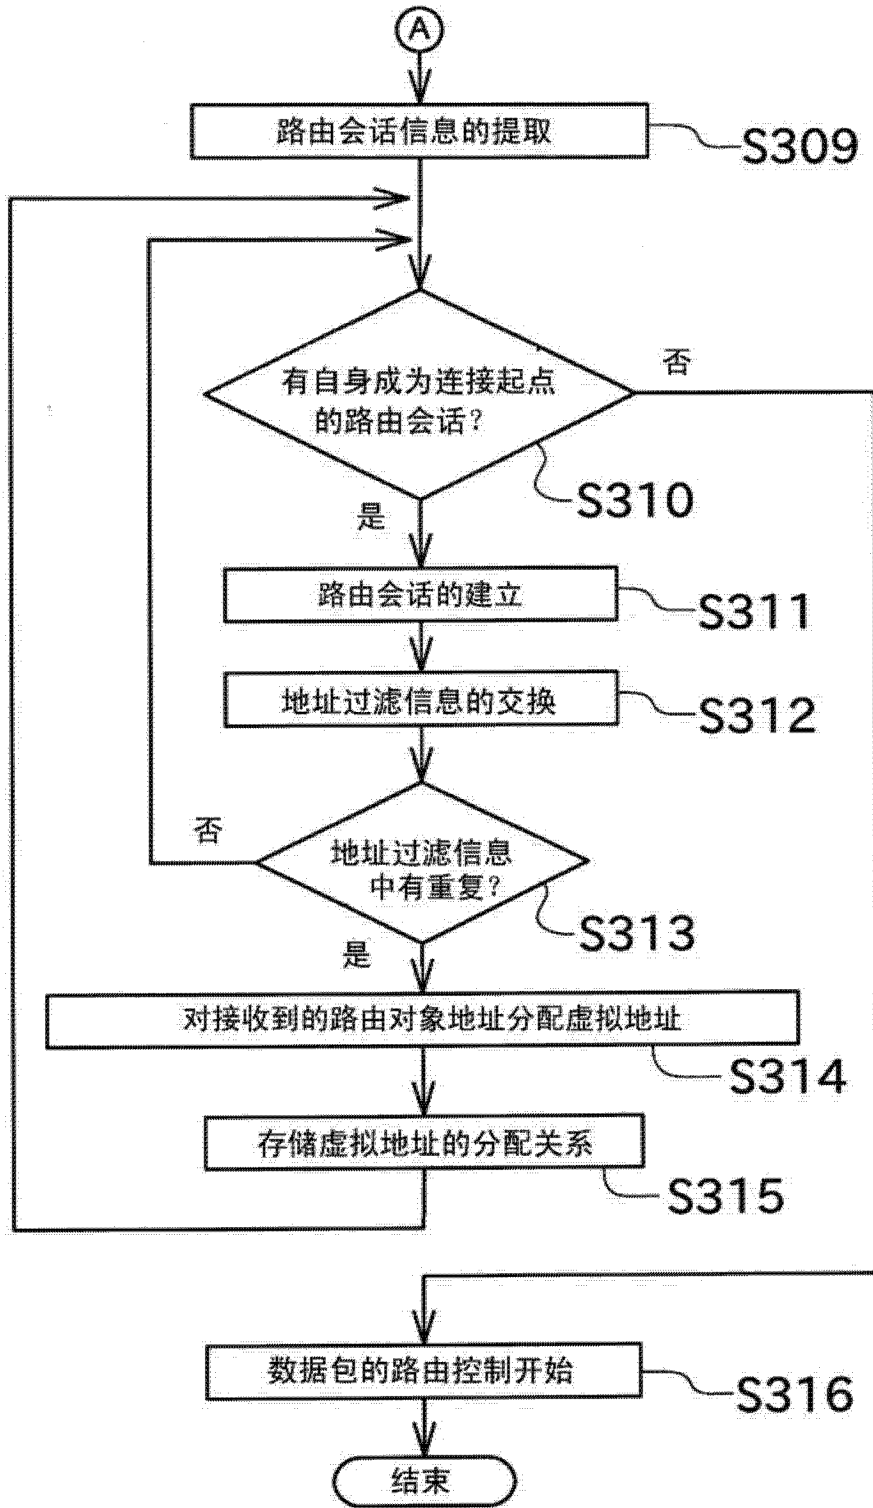 A
路由会话信息的提取
S309
有自身成为连接起点
的路由会话?
否
S310
是
路由会话的建立
S311
地址过滤信息的交换
S312
否
地址过滤信息
中有重复?
S313
是
对接收到的路由对象地址分配虚拟地址
S314
存储虚拟地址的分配关系
S315
数据包的路由控制开始
S316
结束